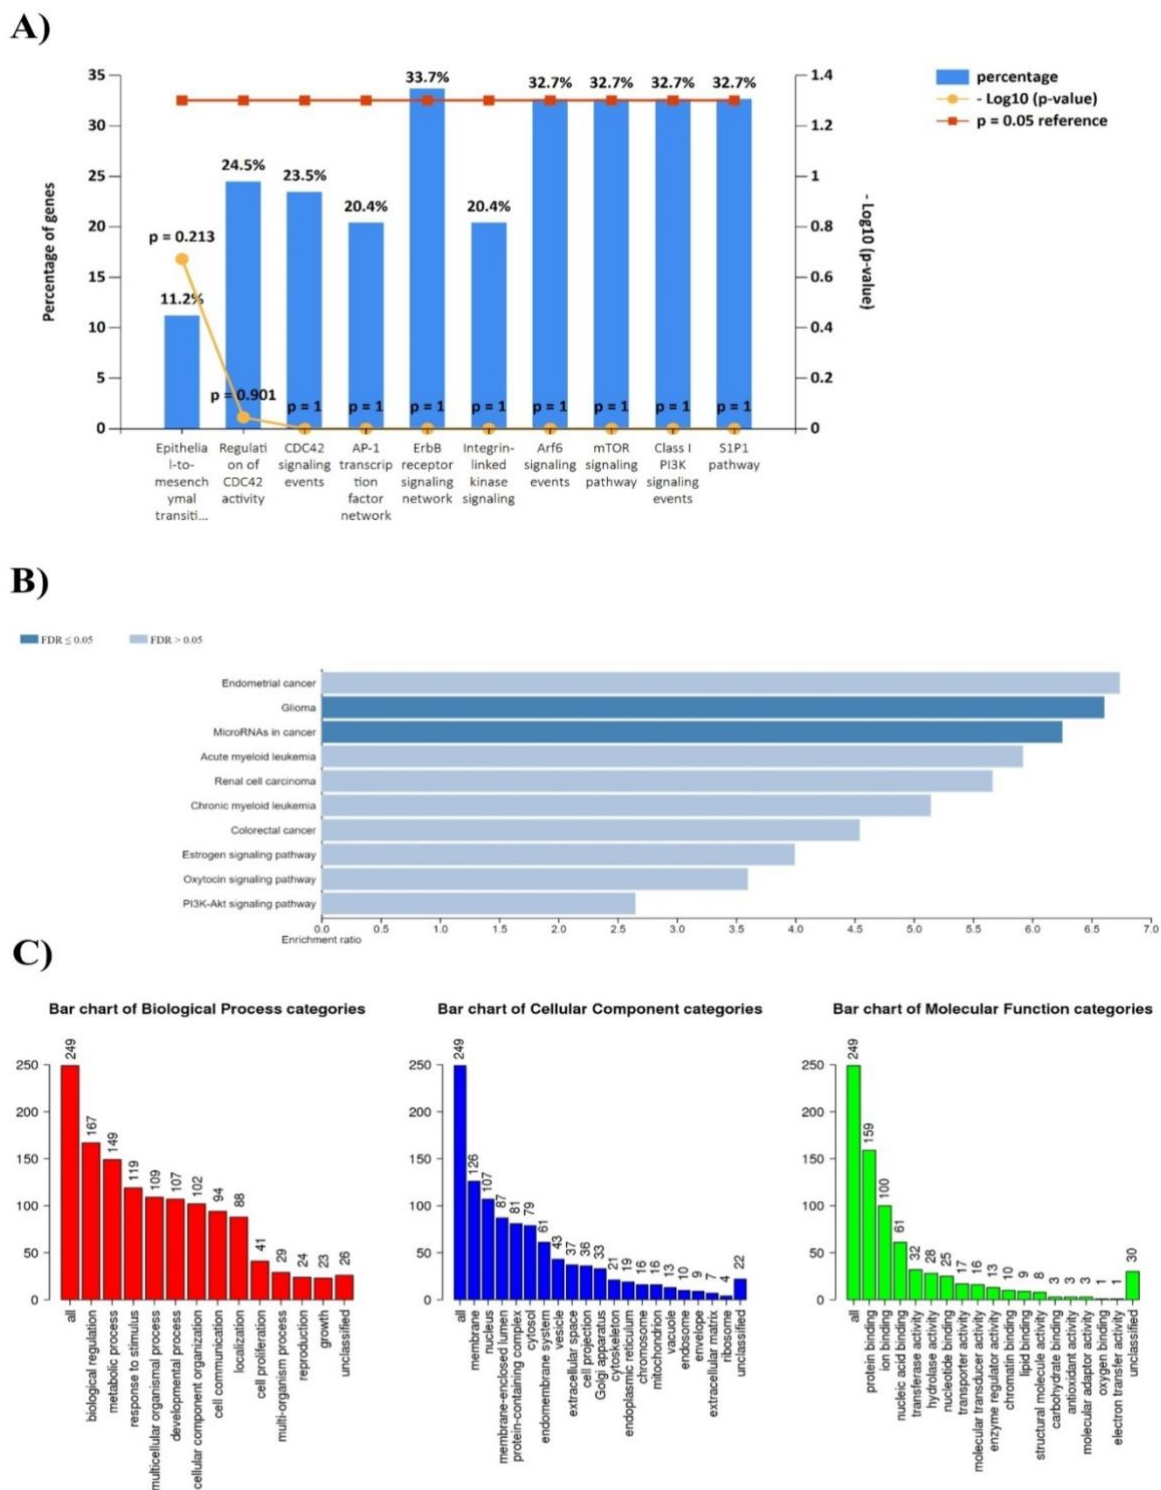 A)
35
30
25
20
15
10
5
0
Percentage of genes
1.4
1.2
1
0.8
0.6
0.4
0.2
0
- Log10 (p-value)
percentage
- Log10 (p-value)
p = 0.05 reference
11.2%
24.5%
23.5%
20.4%
33.7%
20.4%
32.7%
32.7%
32.7%
32.7%
p = 0.213
p = 0.901
p = 1
p = 1
p = 1
p = 1
p = 1
p = 1
p = 1
p = 1
Epithelia
l-to-
mesench
ymal
transiti...
Regulati
on of
CDC42
activity
CDC42
signaling
events
AP-1
transcrip
tion
factor
network
ErbB
receptor
signaling
network
Integrin-
linked
kinase
signaling
Arf6
signaling
events
mTOR
signaling
pathway
Class I
PI3K
signaling
events
S1P1
pathway
B)
FDR ≤ 0.05
FDR > 0.05
Endometrial cancer
Glioma
MicroRNAs in cancer
Acute myeloid leukemia
Renal cell carcinoma
Chronic myeloid leukemia
Colorectal cancer
Estrogen signaling pathway
Oxytocin signaling pathway
PI3K-Akt signaling pathway
0.0 0.5 1.0 1.5 2.0 2.5 3.0 3.5 4.0 4.5 5.0 5.5 6.0 6.5 7.0
Enrichment ratio
C)
Bar chart of Biological Process categories
250
200
150
100
50
0
249
167
149
119
109
107
102
94
88
41
29
24
23
26
all
biological regulation
metabolic process
response to stimulus
multicellular organismal process
developmental process
cellular component organization
cell communication
localization
cell proliferation
multi-organism process
reproduction
growth
unclassified
Bar chart of Cellular Component categories
250
200
150
100
50
0
249
126
107
87
81
79
61
43
37
36
33
21
19
16
16
13
10
9
7
4
22
all
membrane
nucleus
membrane-enclosed lumen
protein-containing complex
cytosol
endomembrane system
vesicle
extracellular space
cell projection
Golgi apparatus
cytoskeleton
endoplasmic reticulum
chromosome
mitochondrion
vacuole
endosome
envelope
extracellular matrix
ribosome
unclassified
Bar chart of Molecular Function categories
250
200
150
100
50
0
249
159
100
61
32
28
25
17
16
13
10
9
8
3
3
3
1
1
30
all
protein binding
ion binding
nucleic acid binding
transferase activity
hydrolase activity
nucleotide binding
transporter activity
molecular transducer activity
enzyme regulator activity
chromatin binding
lipid binding
structural molecule activity
carbohydrate binding
antioxidant activity
molecular adaptor activity
oxygen binding
electron transfer activity
unclassified